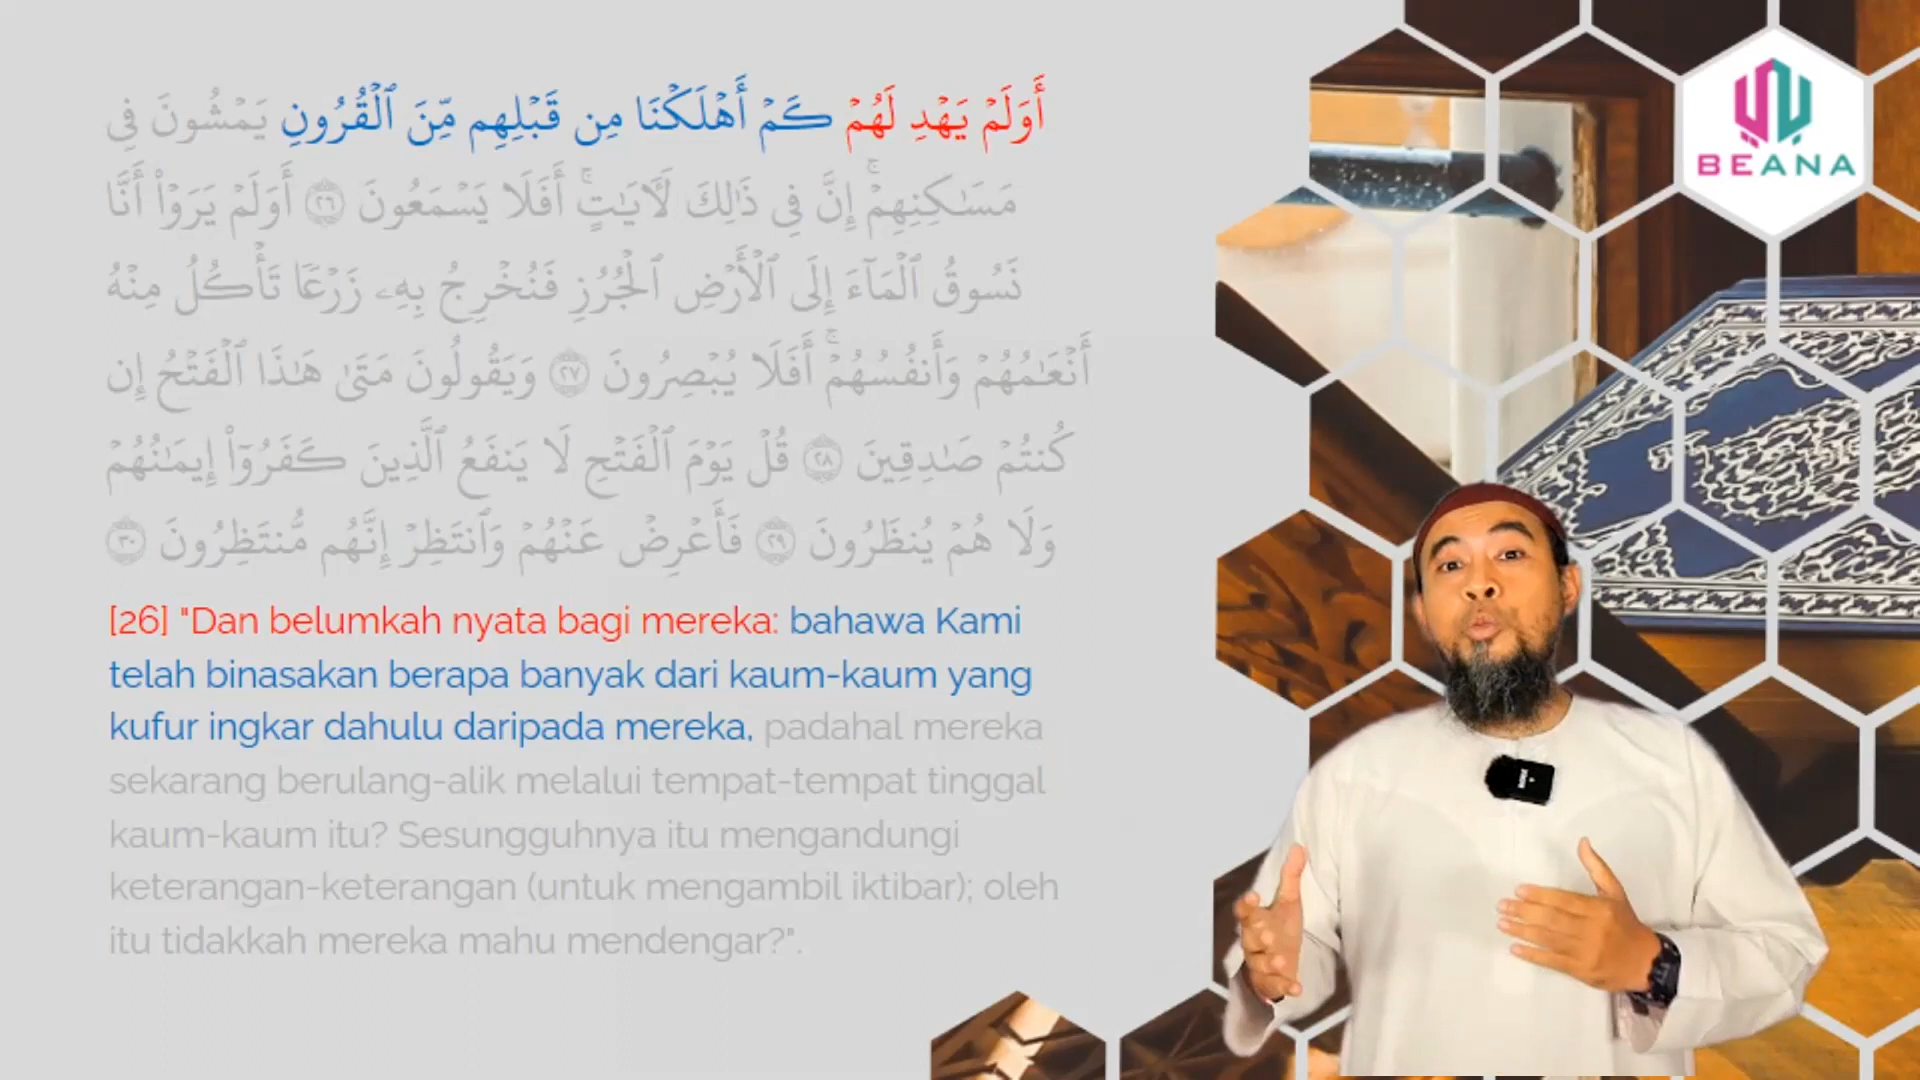 أَوَلَمۡ يَهۡدِ لَهُمۡ كَمۡ أَهۡلَكۡنَا مِن قَبۡلِهِم مِّنَ ٱلۡقُرُونِ يَمۡشُونَ فِي
مَسَٰكِنِهِمۡۚ إِنَّ فِي ذَٰلِكَ لَأٓيَٰتٍۚ أَفَلَا يَسۡمَعُونَ ٢٦ أَوَلَمۡ يَرَوۡاْ أَنَّا
نَسُوقُ ٱلۡمَآءَ إِلَى ٱلۡأَرۡضِ ٱلۡجُرُزِ فَنُخۡرِجُ بِهِۦ زَرۡعٗا تَأۡكُلُ مِنۡهُ
أَنۡعَٰمُهُمۡ وَأَنفُسُهُمۡۚ أَفَلَا يُبۡصِرُونَ ٢٧ وَيَقُولُونَ مَتَىٰ هَٰذَا ٱلۡفَتۡحُ إِن
كُنتُمۡ صَٰدِقِينَ ٢٨ قُلۡ يَوۡمَ ٱلۡفَتۡحِ لَا يَنفَعُ ٱلَّذِينَ كَفَرُوٓاْ إِيمَٰنُهُمۡ
وَلَا هُمۡ يُنظَرُونَ ٢٩ فَأَعۡرِضۡ عَنۡهُمۡ وَٱنتَظِرۡ إِنَّهُم مُّنتَظِرُونَ ٣٠
[26] "Dan belumkah nyata bagi mereka: bahawa Kami
telah binasakan berapa banyak dari kaum-kaum yang
kufur ingkar dahulu daripada mereka, padahal mereka
sekarang berulang-alik melalui tempat-tempat tinggal
kaum-kaum itu? Sesungguhnya itu mengandungi
keterangan-keterangan (untuk mengambil iktibar); oleh
itu tidakkah mereka mahu mendengar?".
BEANA